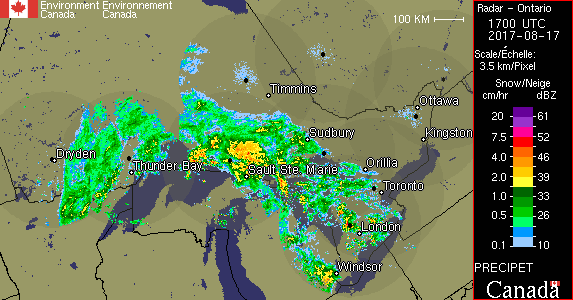 Environment Environnement
Canada Canada
100 KM
Timmins
Ottawa
Sudbury
Kingston
Dryden
Thunder Bay
Sault Ste. Marie
Orillia
Toronto
London
Windsor
Radar - Ontario
1700 UTC
2017-08-17
Scale/Échelle:
3.5 km/Pixel
Snow/Neige
cm/hr dBZ
20 61
7.5 52
4.0 46
2.0 39
1.0 33
0.5 26
0.1 10
PRECIPET
Canada